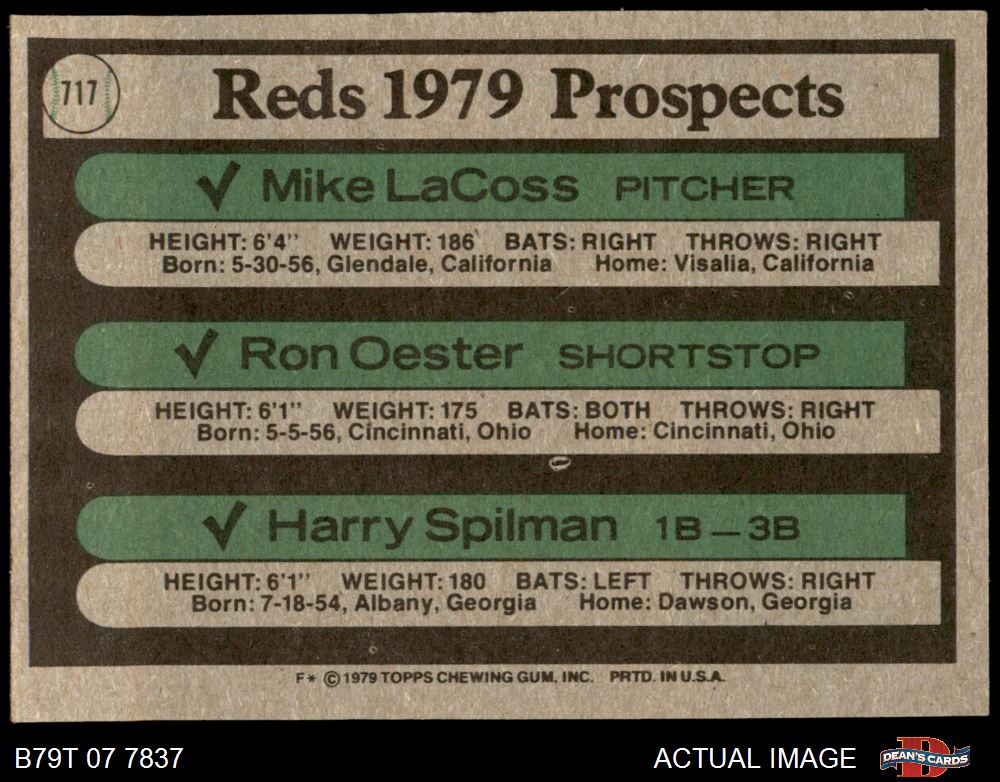 717
Reds 1979 Prospects
✓ Mike LaCoss PITCHER
HEIGHT: 6'4" WEIGHT: 186 BATS: RIGHT THROWS: RIGHT
Born: 5-30-56, Glendale, California Home: Visalia, California
✓ Ron Oester SHORTSTOP
HEIGHT: 6'1" WEIGHT: 175 BATS: BOTH THROWS: RIGHT
Born: 5-5-56, Cincinnati, Ohio Home: Cincinnati, Ohio
✓ Harry Spilman 1B—3B
HEIGHT: 6'1" WEIGHT: 180 BATS: LEFT THROWS: RIGHT
Born: 7-18-54, Albany, Georgia Home: Dawson, Georgia
F* © 1979 TOPPS CHEWING GUM, INC. PRTD. IN U.S.A.
B79T 07 7837 ACTUAL IMAGE DEAN'S CARDS